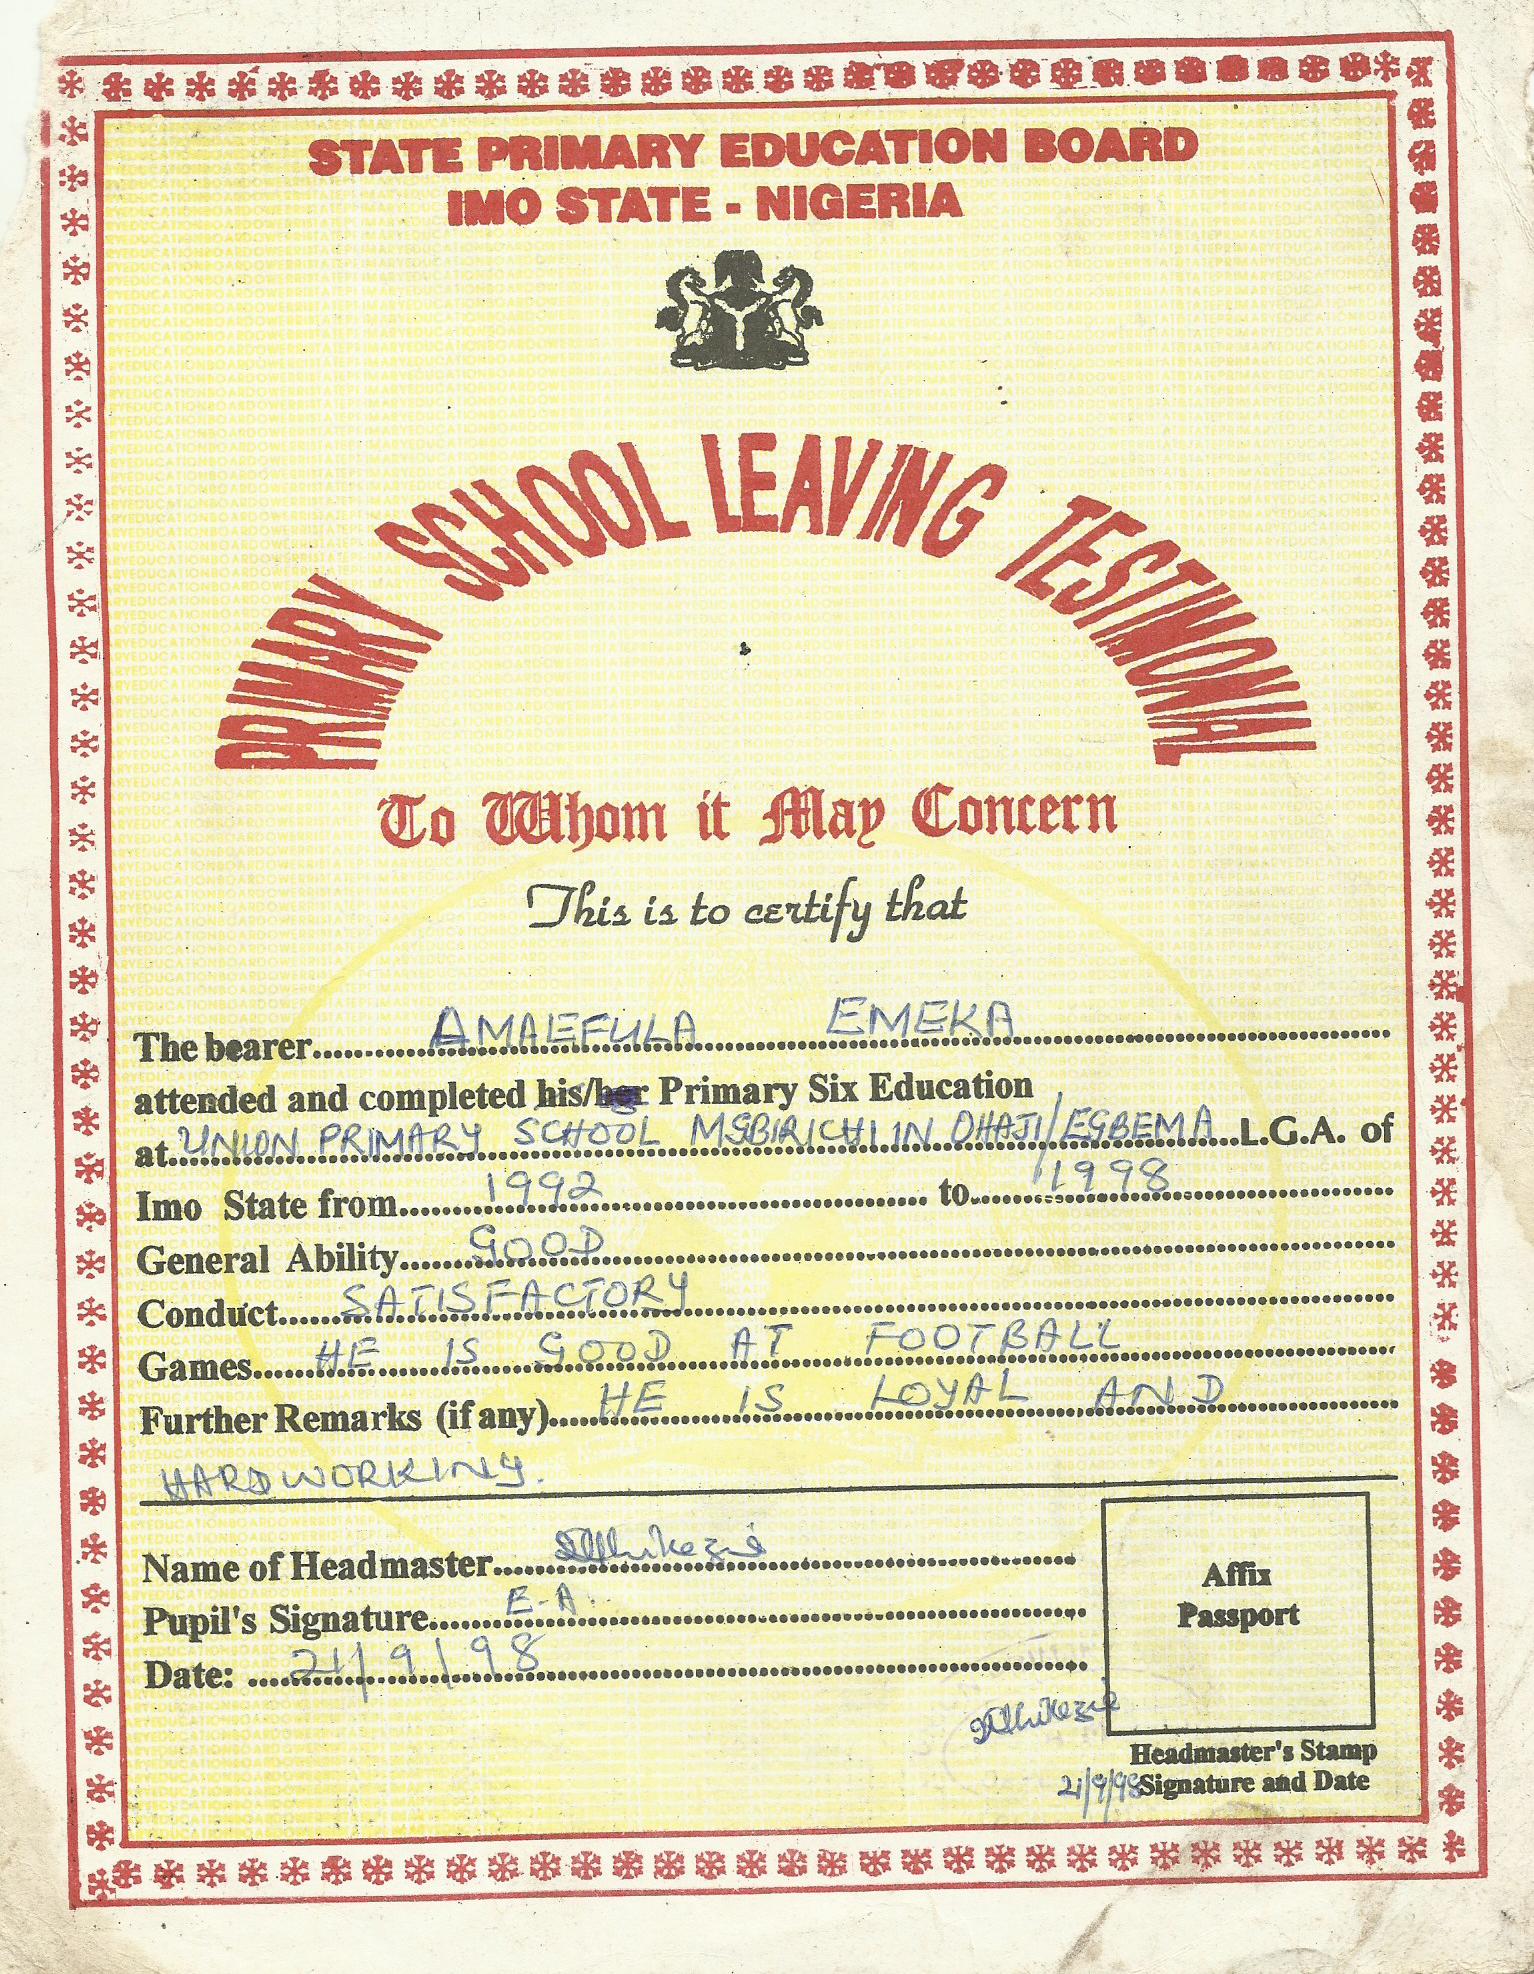 STATE PRIMARY EDUCATION BOARD
IMO STATE - NIGERIA
PRIMARY SCHOOL LEAVING TESTIMONIAL
To Whom it May Concern
This is to certify that
The bearer AMAEFULA EMEKA
attended and completed his/her Primary Six Education
at UNION PRIMARY SCHOOL MGBIRICHI IN OHAJI/EGBEMA L.G.A. of
Imo State from 1992 to 1998
General Ability GOOD
Conduct SATISFACTORY
Games HE IS GOOD AT FOOTBALL
Further Remarks (if any) HE IS LOYAL AND
HARDWORKING.
Name of Headmaster
Pupil's Signature E-A.
Date: 21/9/98
Affix
Passport
Headmaster's Stamp
21/9/98 Signature and Date